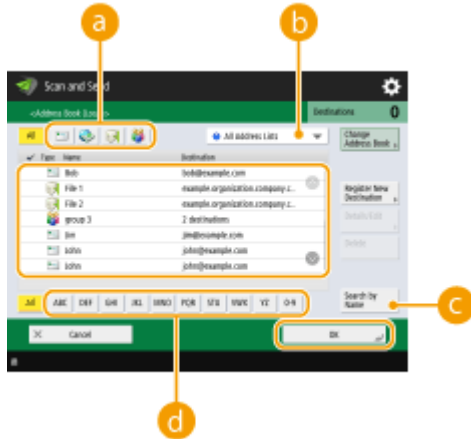 a
b
Scan and Send
<Address Book (Local)>
Destinations 0
All
All Address Lists
Change
Address Book
✓ Type Name Destination
Bob bob@example.com
File 1 example.organization.company.c..
File 2 example.organization.company.c..
group 3 2 destinations
Jim jim@example.com
John john@example.com
John john@example.com
Register New
Destination
Details/Edit
Delete
All ABC DEF GHI JKL MNO PQR STU VWX YZ 0-9
Search by
Name
c
× Cancel
OK
d